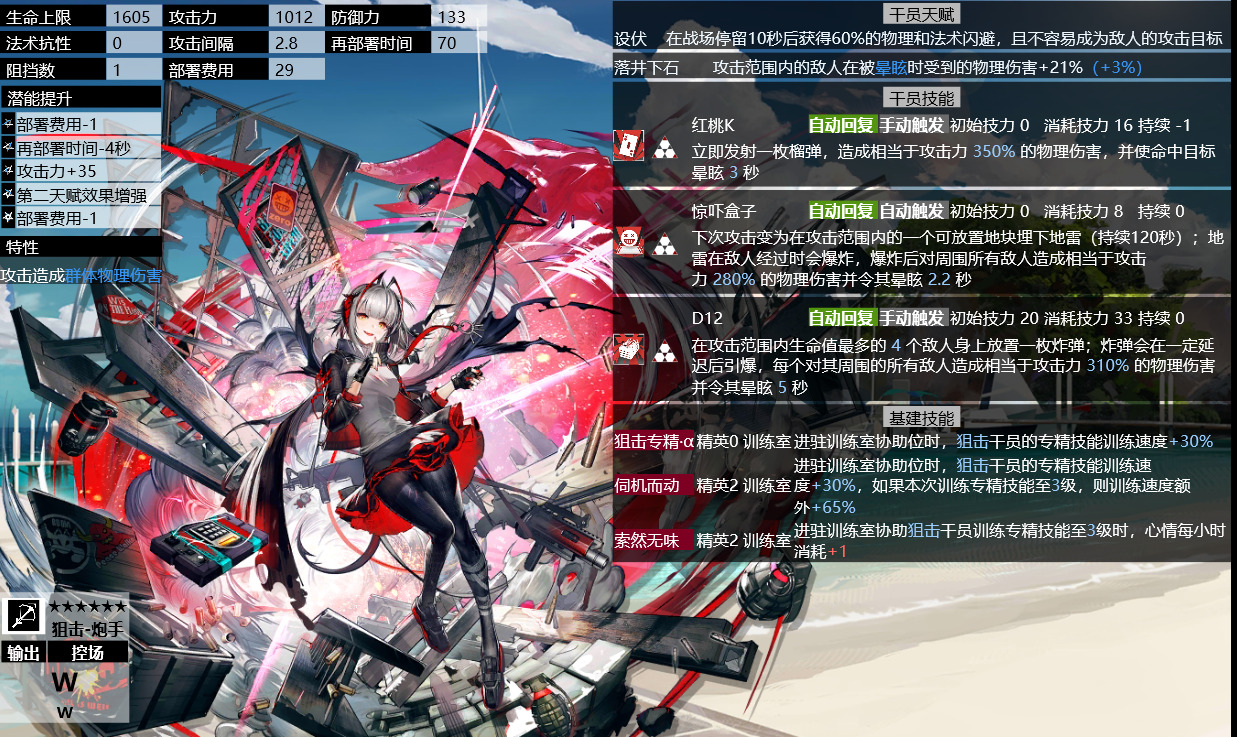 生命上限 1605 攻击力 1012 防御力 133
法术抗性 0 攻击间隔 2.8 再部署时间 70
阻挡数 1 部署费用 29
潜能提升
部署费用-1
再部署时间-4秒
攻击力+35
第二天赋效果增强
部署费用-1
特性
攻击造成群体物理伤害
★★★★★★
狙击-炮手
输出 控场
W
W
干员天赋
设伏 在战场停留10秒后获得60%的物理和法术闪避，且不容易成为敌人的攻击目标
落井下石 攻击范围内的敌人在被晕眩时受到的物理伤害+21%（+3%）
干员技能
红桃K 自动回复 手动触发 初始技力 0 消耗技力 16 持续 -1
立即发射一枚榴弹，造成相当于攻击力 350% 的物理伤害，并使命中目标
晕眩 3 秒
惊吓盒子 自动回复 自动触发 初始技力 0 消耗技力 8 持续 0
下次攻击变为在攻击范围内的一个可放置地块埋下地雷（持续120秒）；地
雷在敌人经过时会爆炸，爆炸后对周围所有敌人造成相当于攻击
力 280% 的物理伤害并令其晕眩 2.2 秒
D12 自动回复 手动触发 初始技力 20 消耗技力 33 持续 0
在攻击范围内生命值最多的 4 个敌人身上放置一枚炸弹；炸弹会在一定延
迟后引爆，每个对其周围的所有敌人造成相当于攻击力 310% 的物理伤害
并令其晕眩 5 秒
基建技能
狙击专精·α 精英0 训练室 进驻训练室协助位时，狙击干员的专精技能训练速度+30%
进驻训练室协助位时，狙击干员的专精技能训练速
伺机而动 精英2 训练室 度+30%，如果本次训练专精技能至3级，则训练速度额
外+65%
索然无味 精英2 训练室 进驻训练室协助狙击干员训练专精技能至3级时，心情每小时
消耗+1